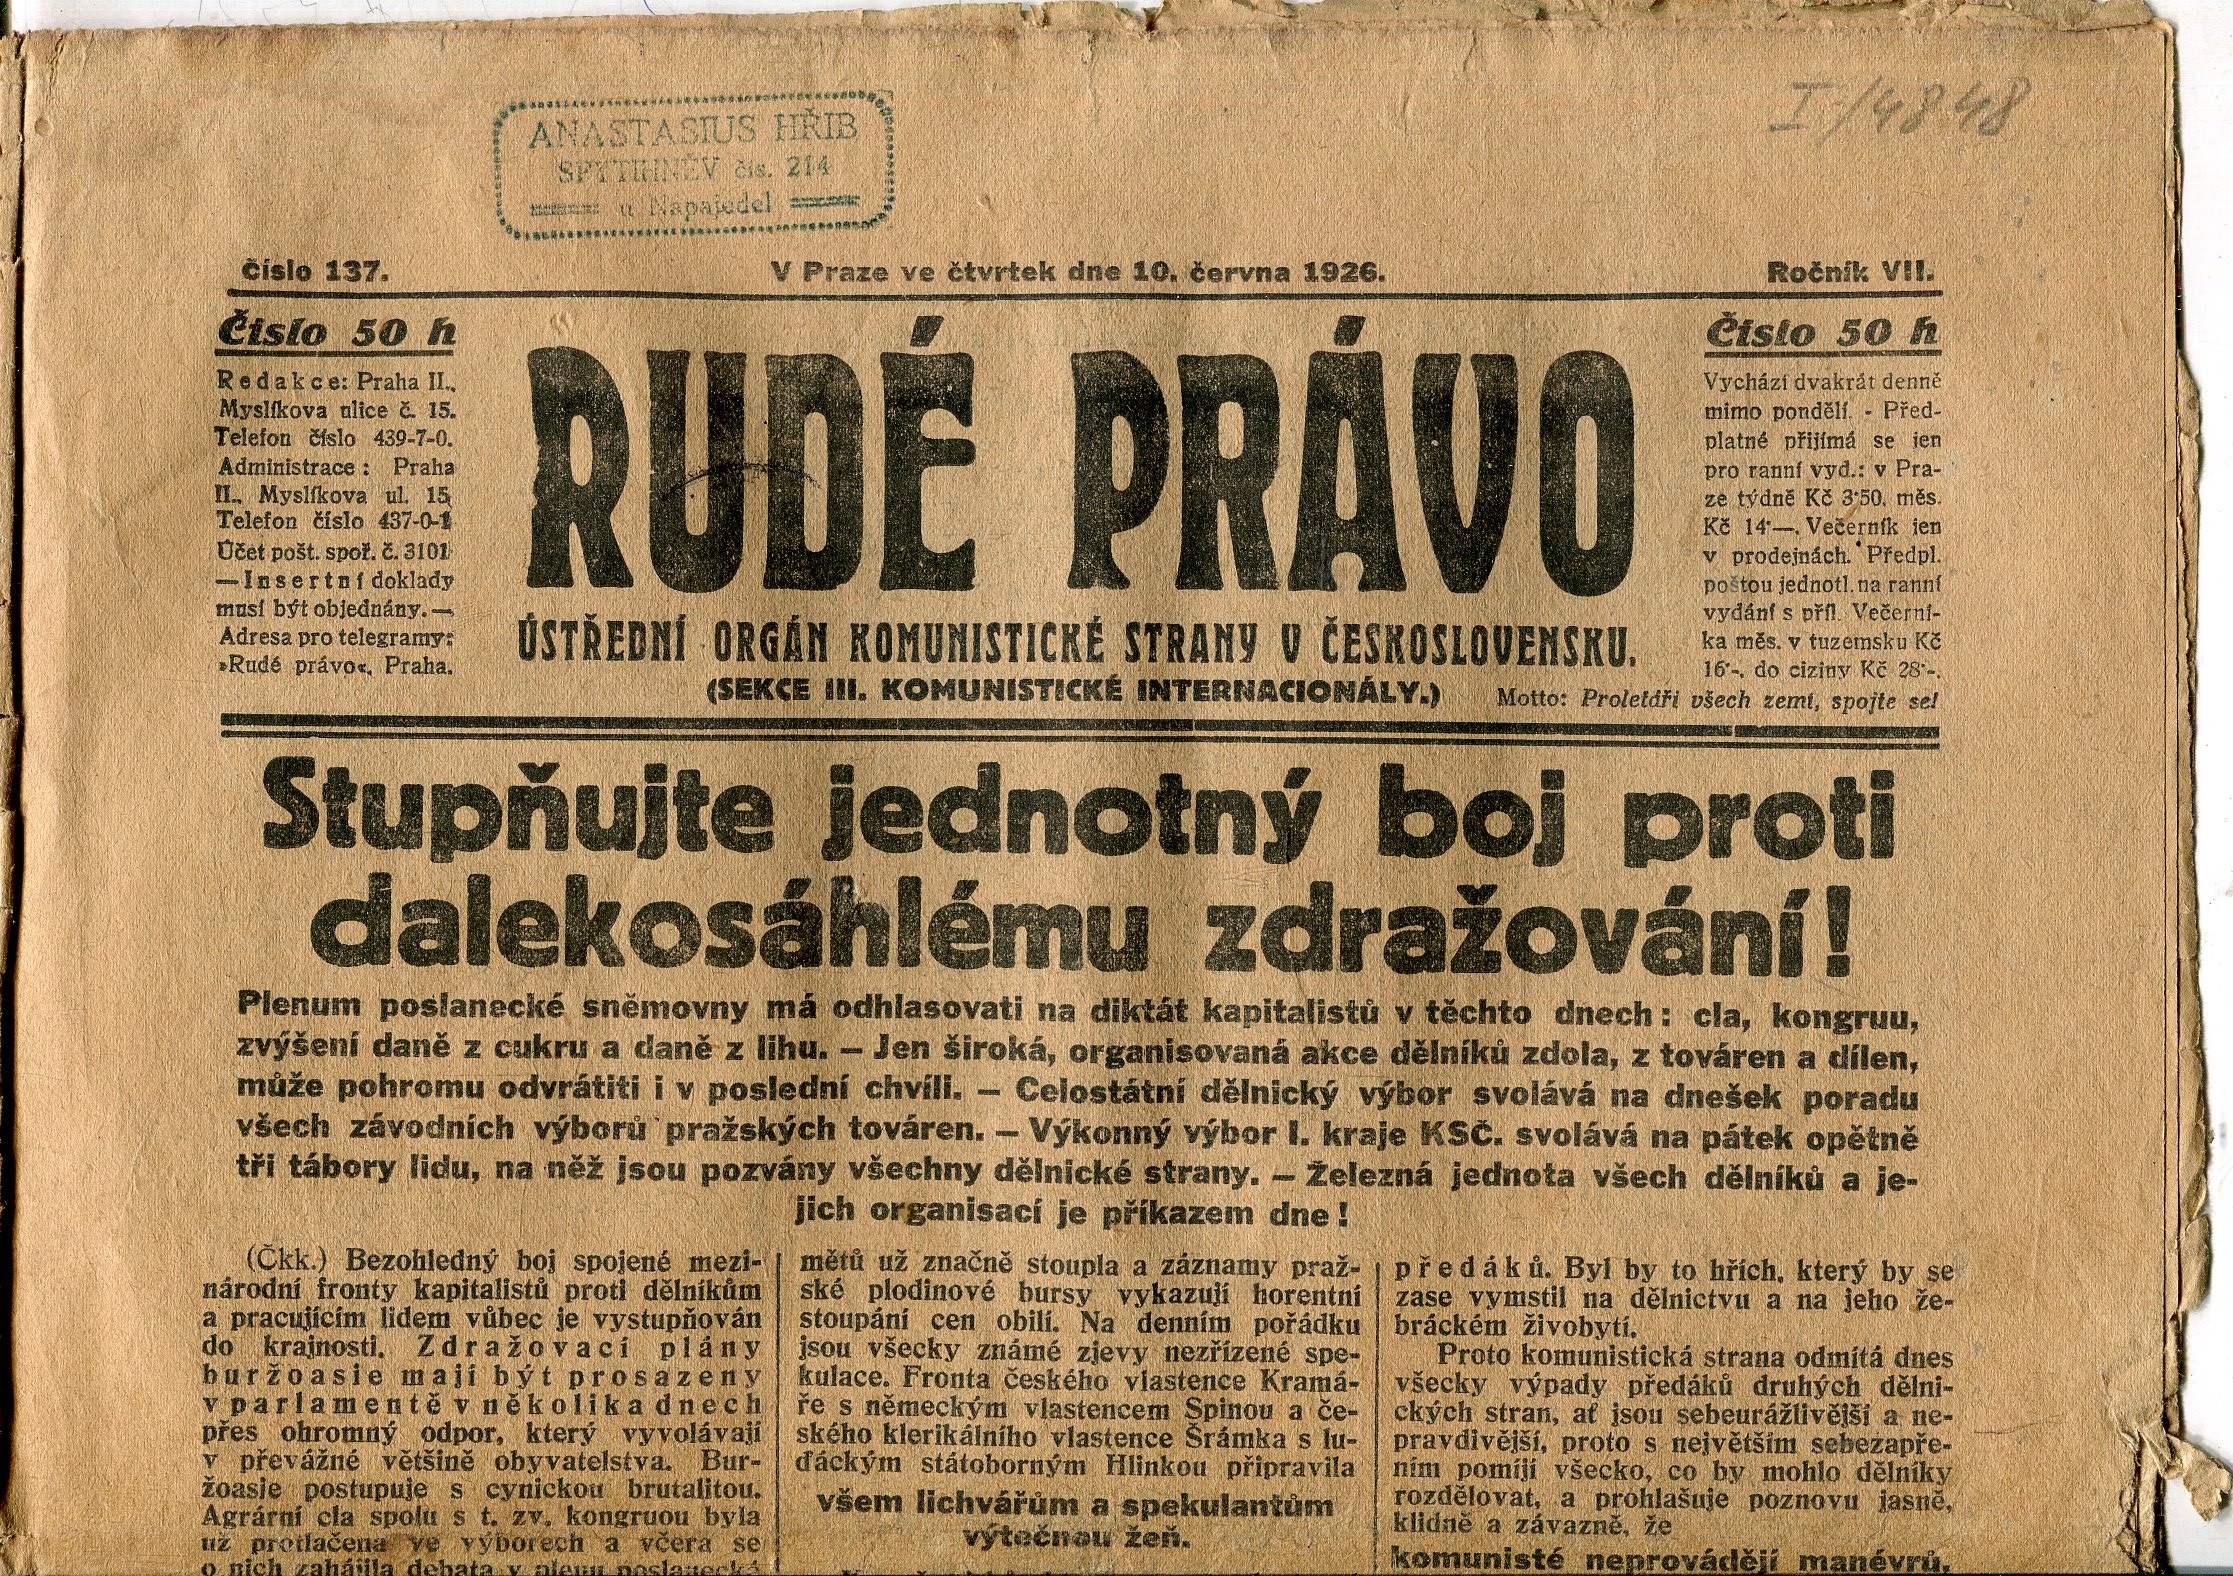 ANASTASIUS HŘIB
SPYTIHNĚV čís. 214
u Napajedel
I/4848
Číslo 137.
V Praze ve čtvrtek dne 10. června 1926.
Ročník VII.
Číslo 50 h
Redakce: Praha II.,
Myslíkova ulice č. 15.
Telefon číslo 439-7-0.
Administrace: Praha
II., Myslíkova ul. 15
Telefon číslo 437-0-1
Účet pošt. spoř. č. 3101
—Insertní doklady
musí být objednány.—
Adresa pro telegramy:
»Rudé právo«, Praha.
RUDÉ PRÁVO
ÚSTŘEDNÍ ORGÁN KOMUNISTICKÉ STRANY V ČESKOSLOVENSKU.
(SEKCE III. KOMUNISTICKÉ INTERNACIONÁLY.)
Číslo 50 h
Vychází dvakrát denně
mimo pondělí. - Před-
platné přijímá se jen
pro ranní vyd.: v Pra-
ze týdně Kč 3·50, měs.
Kč 14·—. Večerník jen
v prodejnách. Předpl.
poštou jednotl. na ranní
vydání s příl. Večerní-
ka měs. v tuzemsku Kč
16·-, do ciziny Kč 28·-.
Motto: Proletáři všech zemí, spojte se!
Stupňujte jednotný boj proti
dalekosáhlému zdražování!
Plenum poslanecké sněmovny má odhlasovati na diktát kapitalistů v těchto dnech: cla, kongruu,
zvýšení daně z cukru a daně z lihu. — Jen široká, organisovaná akce dělníků zdola, z továren a dílen,
může pohromu odvrátiti i v poslední chvíli. — Celostátní dělnický výbor svolává na dnešek poradu
všech závodních výborů pražských továren. — Výkonný výbor I. kraje KSČ. svolává na pátek opětně
tři tábory lidu, na něž jsou pozvány všechny dělnické strany. — Železná jednota všech dělníků a je-
jich organisací je příkazem dne!
(Čkk.) Bezohledný boj spojené mezi-
národní fronty kapitalistů proti dělníkům
a pracujícím lidem vůbec je vystupňován
do krajnosti. Zdražovací plány
buržoasie mají být prosazeny
v parlamentě v několika dnech
přes ohromný odpor, který vyvolávají
v převážné většině obyvatelstva. Bur-
žoasie postupuje s cynickou brutalitou.
Agrární cla spolu s t. zv. kongruou byla
už protlačena ve výborech a včera se
o nich zahájila debata v plenu poslanecké
mětů už značně stoupla a záznamy praž-
ské plodinové bursy vykazují horentní
stoupání cen obilí. Na denním pořádku
jsou všecky známé zjevy nezřízené spe-
kulace. Fronta českého vlastence Kramá-
ře s německým vlastencem Spinou a če-
ského klerikálního vlastence Šrámka s lu-
ďáckým státoborným Hlinkou připravila
všem lichvářům a spekulantům
výtečnou žeň.
předáků. Byl by to hřích, který by se
zase vymstil na dělnictvu a na jeho že-
bráckém živobytí.
Proto komunistická strana odmítá dnes
všecky výpady předáků druhých dělni-
ckých stran, ať jsou sebeurážlivější a ne-
pravdivější, proto s největším sebezapře-
ním pomíjí všecko, co by mohlo dělníky
rozdělovat, a prohlašuje poznovu jasně,
klidně a závazně, že
komunisté neprovádějí manévrů,